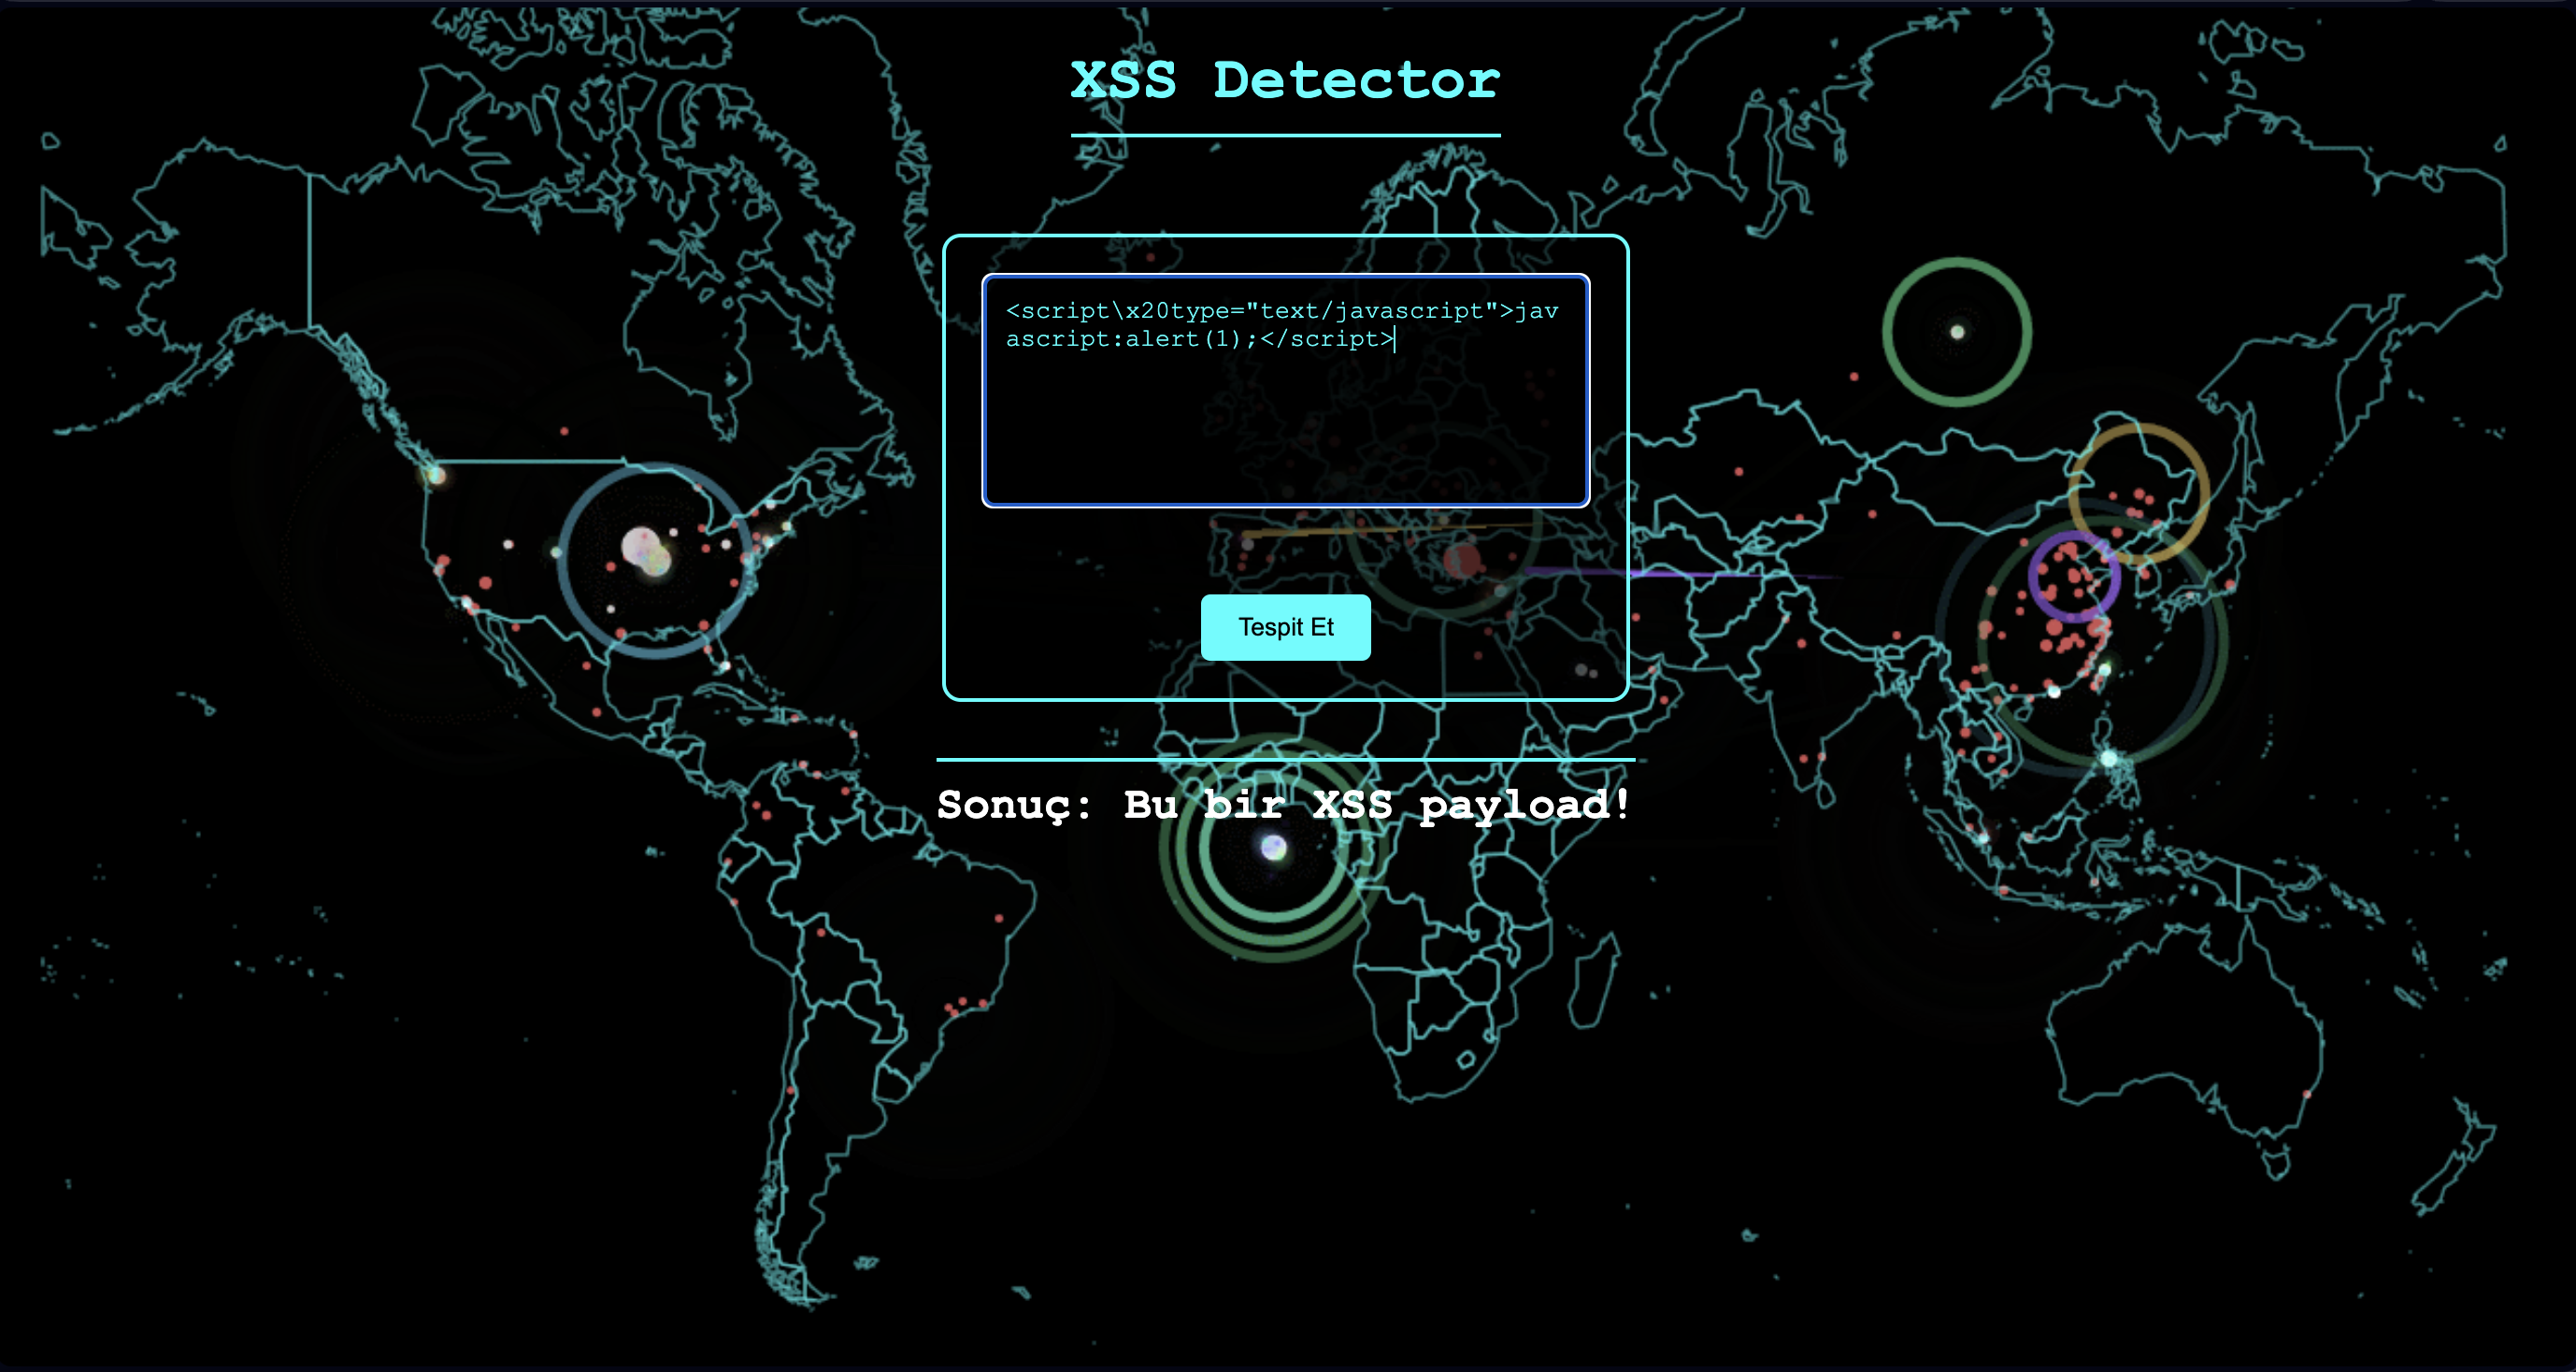 XSS Detector
<script\x20type="text/javascript">jav
ascript:alert(1);</script>
Tespit Et
Sonuç: Bu bir XSS payload!